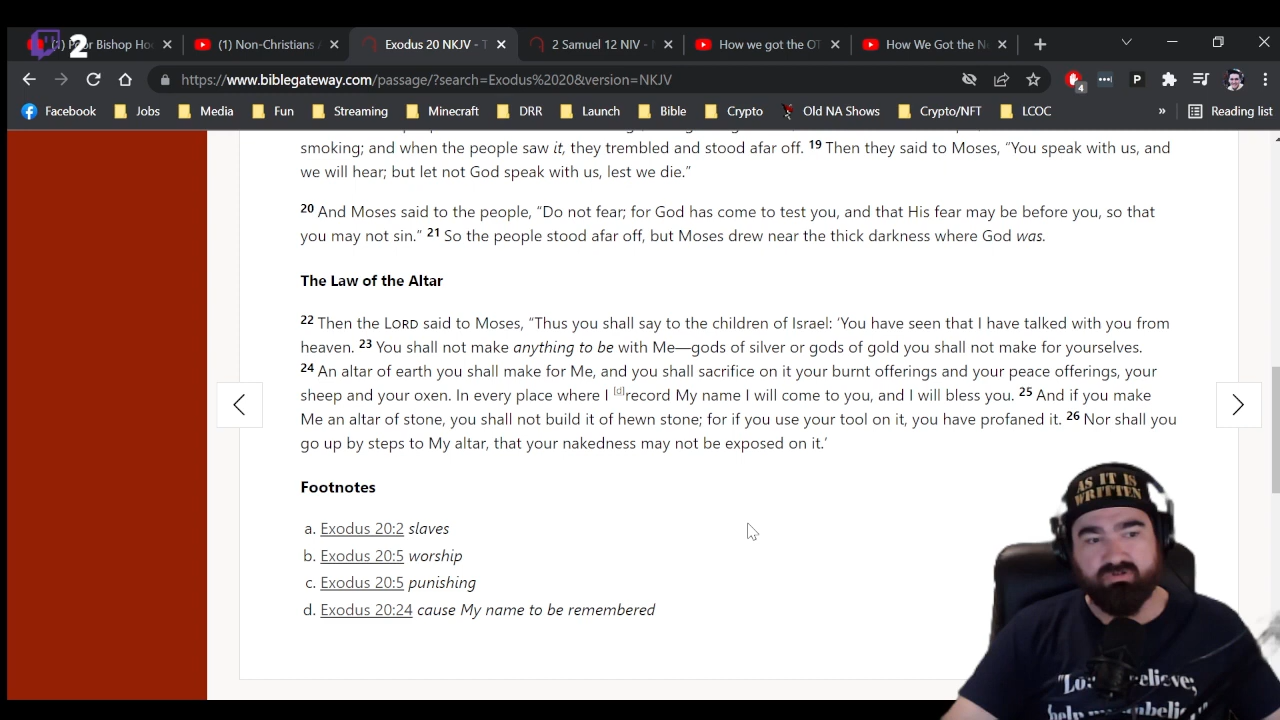 2
(1) Non-Christians
Exodus 20 NKJV - T
2 Samuel 12 NIV -
How we got the OT
How We Got the N
https://www.biblegateway.com/passage/?search=Exodus%2020&version=NKJV
4
P
Facebook Jobs Media Fun Streaming Minecraft DRR Launch Bible Crypto Old NA Shows Crypto/NFT LCOC » Reading list
smoking; and when the people saw it, they trembled and stood afar off. 19 Then they said to Moses, “You speak with us, and
we will hear; but let not God speak with us, lest we die.”
20 And Moses said to the people, “Do not fear; for God has come to test you, and that His fear may be before you, so that
you may not sin.” 21 So the people stood afar off, but Moses drew near the thick darkness where God was.
The Law of the Altar
22 Then the LORD said to Moses, “Thus you shall say to the children of Israel: ‘You have seen that I have talked with you from
heaven. 23 You shall not make anything to be with Me—gods of silver or gods of gold you shall not make for yourselves.
24 An altar of earth you shall make for Me, and you shall sacrifice on it your burnt offerings and your peace offerings, your
sheep and your oxen. In every place where I [d]record My name I will come to you, and I will bless you. 25 And if you make
Me an altar of stone, you shall not build it of hewn stone; for if you use your tool on it, you have profaned it. 26 Nor shall you
go up by steps to My altar, that your nakedness may not be exposed on it.’
Footnotes
a. Exodus 20:2 slaves
b. Exodus 20:5 worship
c. Exodus 20:5 punishing
d. Exodus 20:24 cause My name to be remembered
AS IT IS
WRITTEN